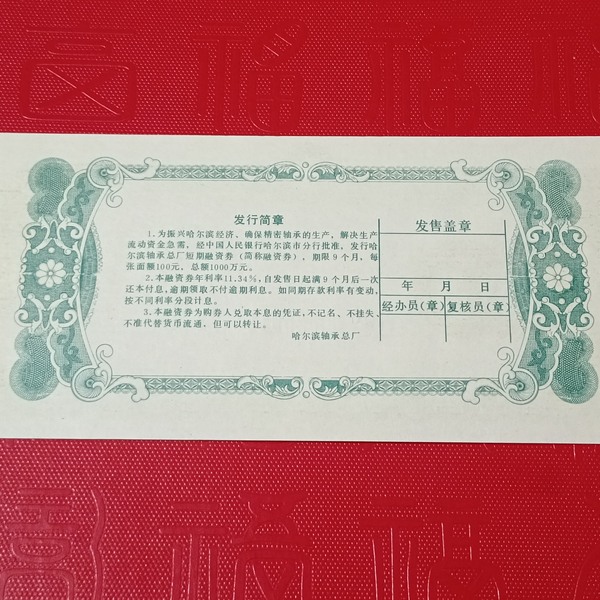 发行简章
1.为振兴哈尔滨经济、确保精密轴承的生产，解决生产
流动资金急需，经中国人民银行哈尔滨市分行批准，发行哈
尔滨轴承总厂短期融资券（简称融资券），期限9个月，每
张面额100元，总额1000万元。
2.本融资券年利率11.34%，自发售日起满9个月后一次
还本付息，逾期领取不付逾期利息。如同期存款利率有变动，
按不同利率分段计息。
3.本融资券为购券人兑取本息的凭证，不记名、不挂失、
不准代替货币流通，但可以转让。
哈尔滨轴承总厂
发售盖章
年 月 日
经办员(章) 复核员(章)
福 福 福
福 福